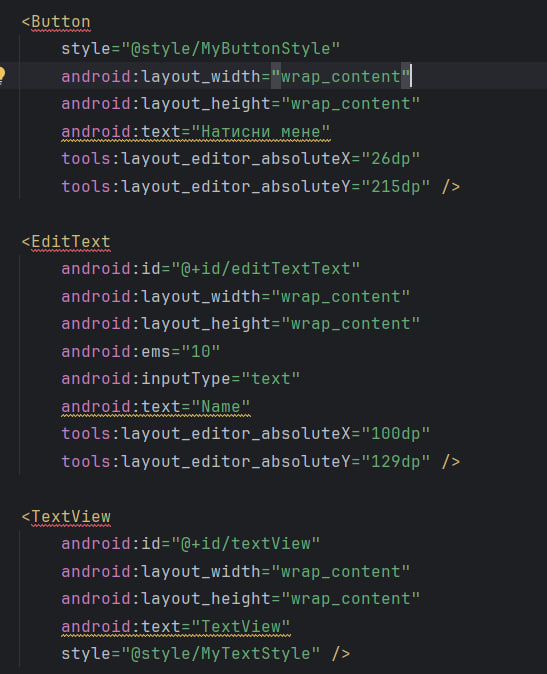 <Button
style="@style/MyButtonStyle"
android:layout_width="wrap_content"
android:layout_height="wrap_content"
android:text="Натисни мене"
tools:layout_editor_absoluteX="26dp"
tools:layout_editor_absoluteY="215dp" />
<EditText
android:id="@+id/editTextText"
android:layout_width="wrap_content"
android:layout_height="wrap_content"
android:ems="10"
android:inputType="text"
android:text="Name"
tools:layout_editor_absoluteX="100dp"
tools:layout_editor_absoluteY="129dp" />
<TextView
android:id="@+id/textView"
android:layout_width="wrap_content"
android:layout_height="wrap_content"
android:text="TextView"
style="@style/MyTextStyle" />